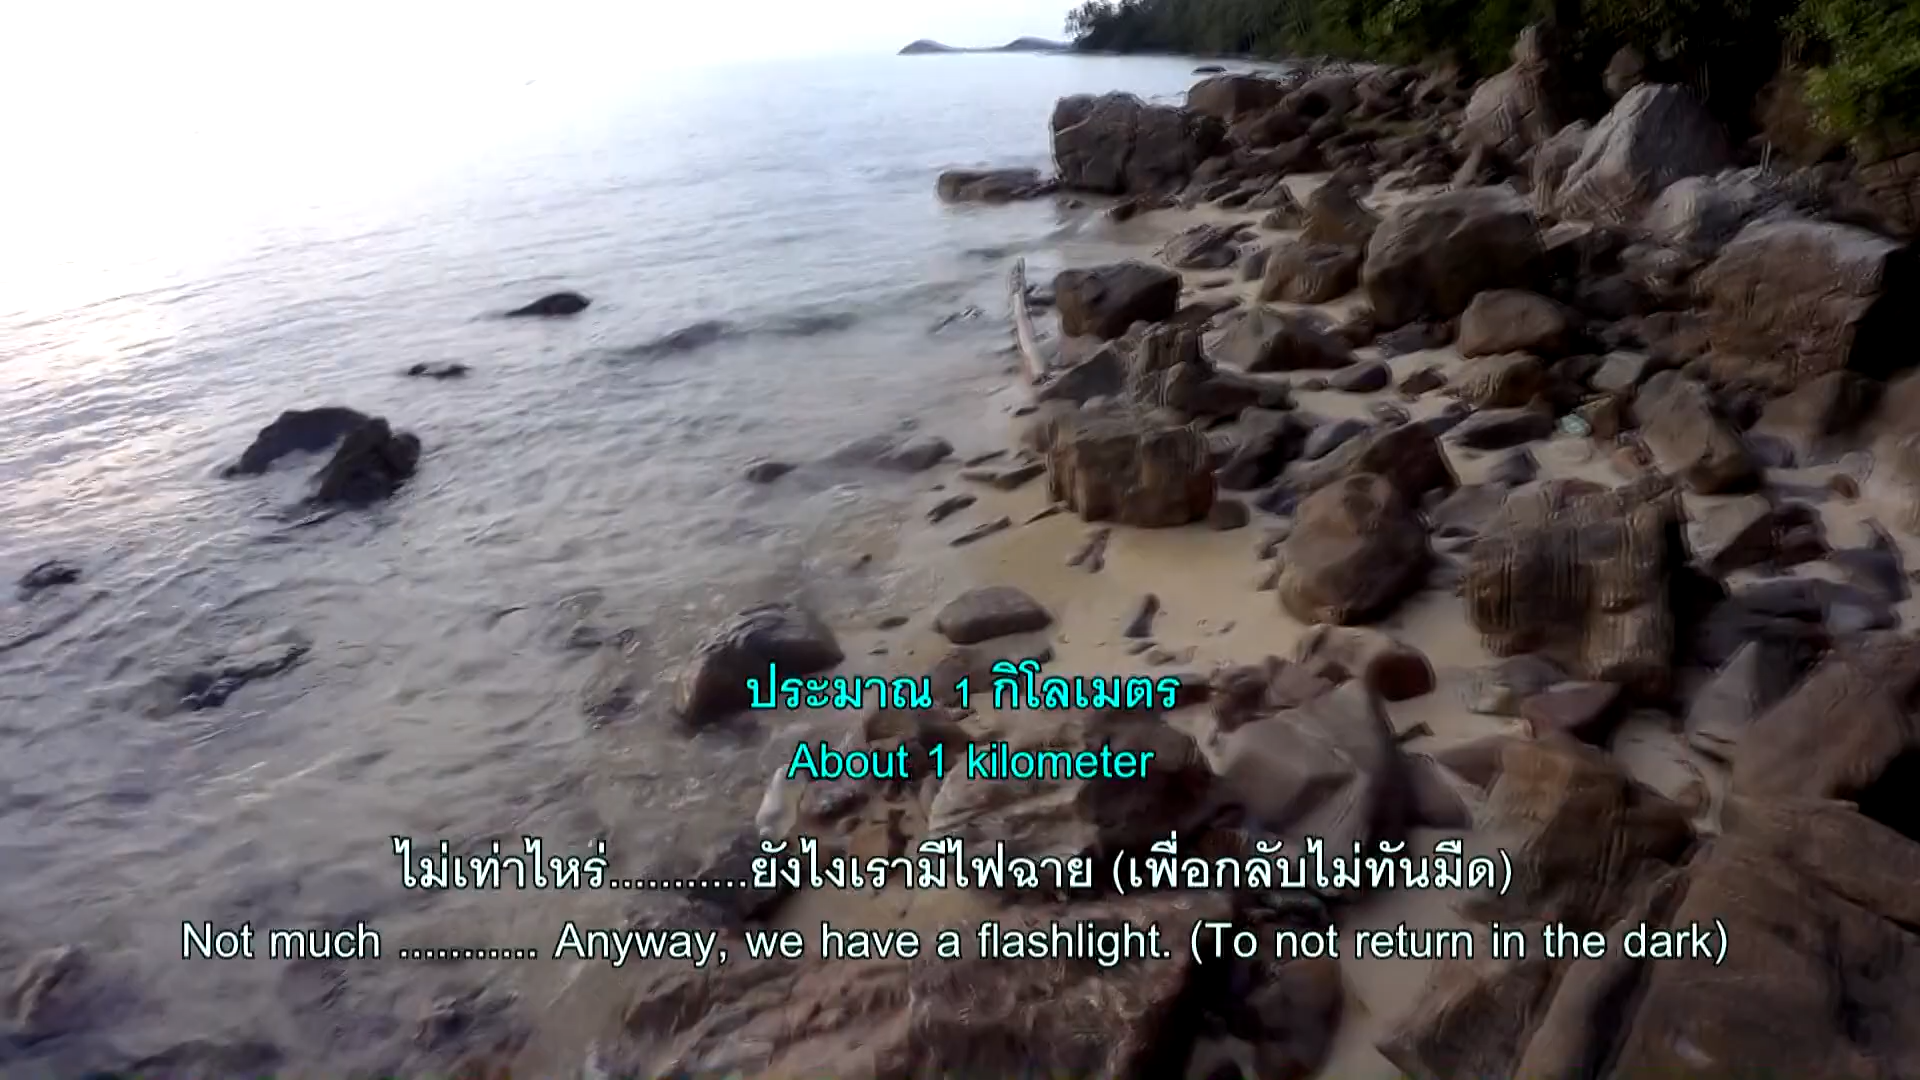 ประมาณ 1 กิโลเมตร
About 1 kilometer
ไม่เท่าไหร่...........ยังไงเรามีไฟฉาย (เพื่อกลับไม่ทันมืด)
Not much ........... Anyway, we have a flashlight. (To not return in the dark)